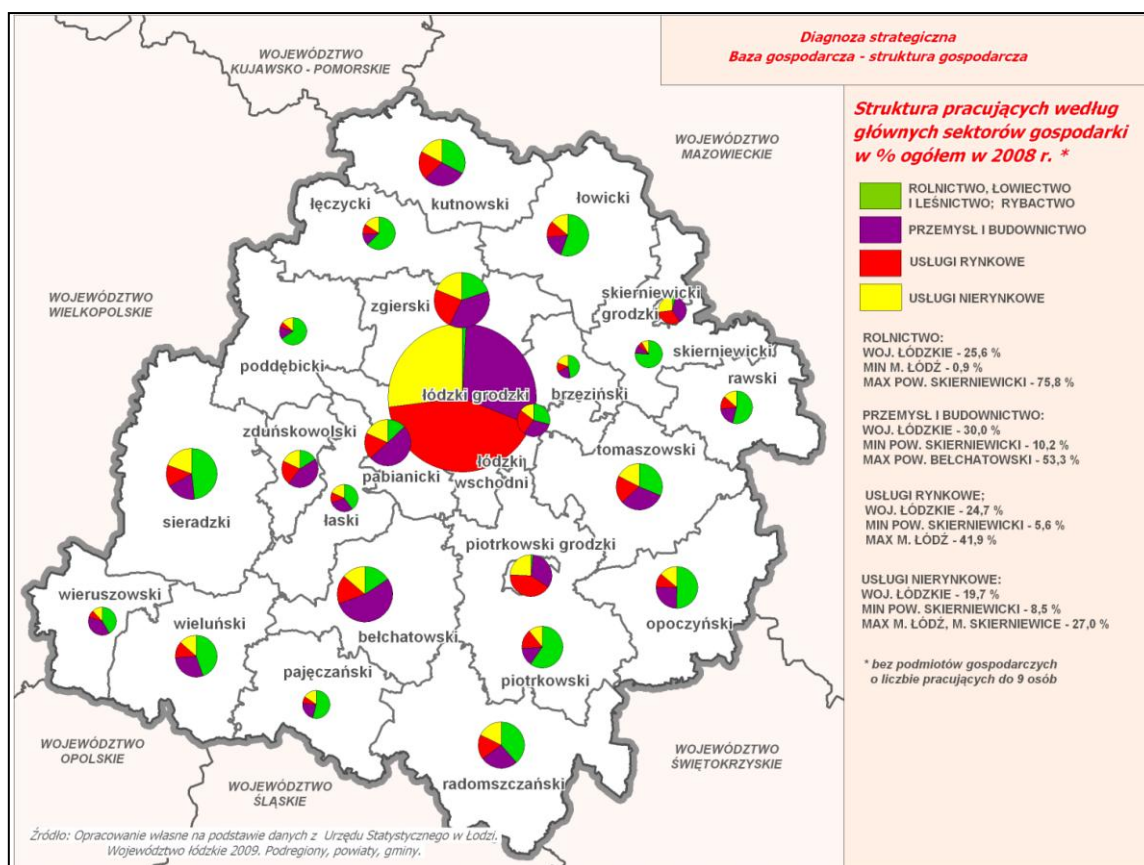 Diagnoza strategiczna
Baza gospodarcza - struktura gospodarcza
Struktura pracujących według
głównych sektorów gospodarki
w % ogółem w 2008 r. *
ROLNICTWO, ŁOWIECTWO
I LEŚNICTWO; RYBACTWO
PRZEMYSŁ I BUDOWNICTWO
USŁUGI RYNKOWE
USŁUGI NIERYNKOWE
ROLNICTWO:
WOJ. ŁÓDZKIE - 25,6 %
MIN M. ŁÓDŹ - 0,9 %
MAX POW. SKIERNIEWICKI - 75,8 %
PRZEMYSŁ I BUDOWNICTWO:
WOJ. ŁÓDZKIE - 30,0 %
MIN POW. SKIERNIEWICKI - 10,2 %
MAX POW. BEŁCHATOWSKI - 53,3 %
USŁUGI RYNKOWE;
WOJ. ŁÓDZKIE - 24,7 %
MIN POW. SKIERNIEWICKI - 5,6 %
MAX M. ŁÓDŹ - 41,9 %
USŁUGI NIERYNKOWE:
WOJ. ŁÓDZKIE - 19,7 %
MIN POW. SKIERNIEWICKI - 8,5 %
MAX M. ŁÓDŹ, M. SKIERNIEWICE - 27,0 %
* bez podmiotów gospodarczych
o liczbie pracujących do 9 osób
WOJEWÓDZTWO
KUJAWSKO - POMORSKIE
WOJEWÓDZTWO
MAZOWIECKIE
WOJEWÓDZTWO
WIELKOPOLSKIE
WOJEWÓDZTWO
OPOLSKIE
WOJEWÓDZTWO
ŚLĄSKIE
WOJEWÓDZTWO
ŚWIĘTOKRZYSKIE
kutnowski
łęczycki
łowicki
zgierski
skierniewicki
grodzki
skierniewicki
poddębicki
łódzki grodzki
brzeziński
rawski
zduńskowolski
pabianicki
łódzki
wschodni
tomaszowski
sieradzki
łaski
piotrkowski grodzki
wieruszowski
wieluński
bełchatowski
opoczyński
pajęczański
piotrkowski
radomszczański
Źródło: Opracowanie własne na podstawie danych z Urzędu Statystycznego w Łodzi.
Województwo łódzkie 2009. Podregiony, powiaty, gminy.